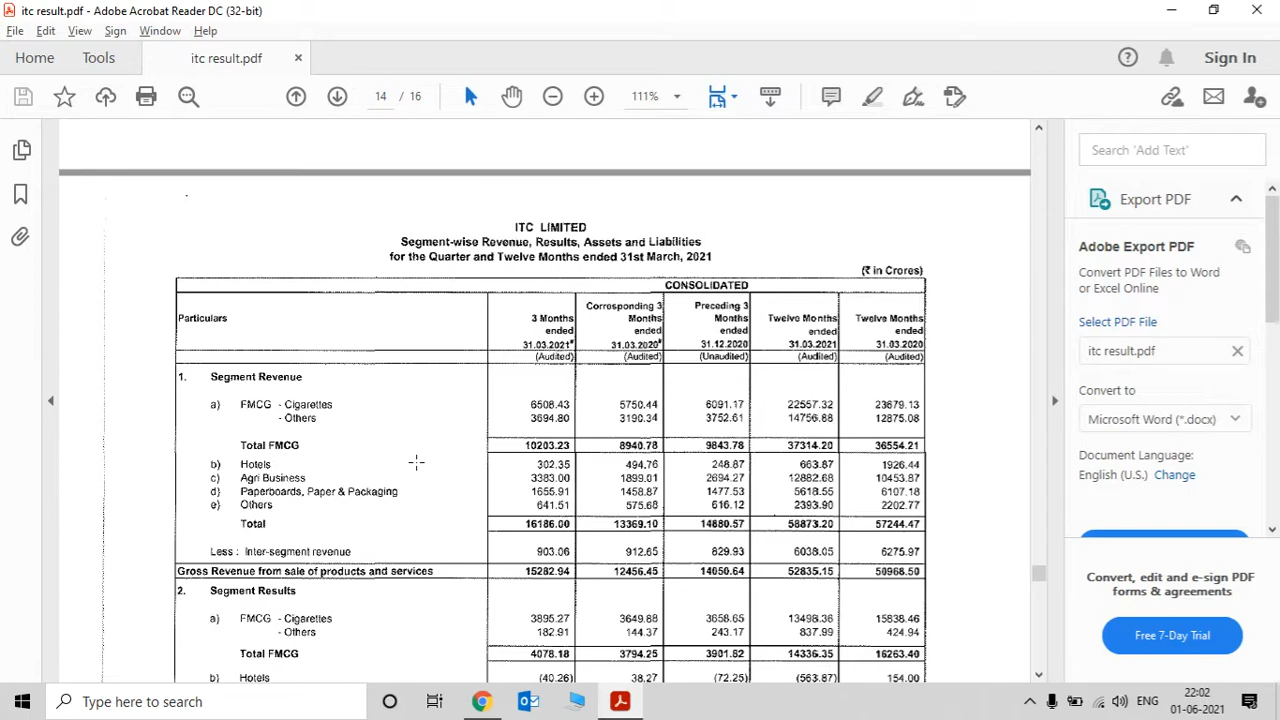 itc result.pdf - Adobe Acrobat Reader DC (32-bit)
File Edit View Sign Window Help
Home Tools itc result.pdf × Sign In
14 / 16 111%
ITC LIMITED
Segment-wise Revenue, Results, Assets and Liabilities
for the Quarter and Twelve Months ended 31st March, 2021
(₹ in Crores)
CONSOLIDATED
Particulars
3 Months ended 31.03.2021# (Audited)
Corresponding 3 Months ended 31.03.2020# (Audited)
Preceding 3 Months ended 31.12.2020 (Unaudited)
Twelve Months ended 31.03.2021 (Audited)
Twelve Months ended 31.03.2020 (Audited)
1. Segment Revenue
a) FMCG - Cigarettes 6508.43 5750.44 6091.17 22557.32 23679.13
- Others 3694.80 3190.34 3752.61 14756.88 12875.08
Total FMCG 10203.23 8940.78 9843.78 37314.20 36554.21
b) Hotels 302.35 494.76 248.87 663.87 1926.44
c) Agri Business 3383.00 1899.01 2694.27 12882.68 10453.87
d) Paperboards, Paper & Packaging 1655.91 1458.87 1477.53 5618.55 6107.18
e) Others 641.51 575.68 616.12 2393.90 2202.77
Total 16186.00 13369.10 14880.57 58873.20 57244.47
Less : Inter-segment revenue 903.06 912.65 829.93 6038.05 6275.97
Gross Revenue from sale of products and services 15282.94 12456.45 14050.64 52835.15 50968.50
2. Segment Results
a) FMCG - Cigarettes 3895.27 3649.88 3658.65 13498.36 15838.46
- Others 182.91 144.37 243.17 837.99 424.94
Total FMCG 4078.18 3794.25 3901.82 14336.35 16263.40
b) Hotels (40.26) 38.27 (72.25) (563.87) 154.00
Search 'Add Text'
Export PDF
Adobe Export PDF
Convert PDF Files to Word
or Excel Online
Select PDF File
itc result.pdf
Convert to
Microsoft Word (*.docx)
Document Language:
English (U.S.) Change
Convert, edit and e-sign PDF
forms & agreements
Free 7-Day Trial
Type here to search
ENG
22:02
01-06-2021